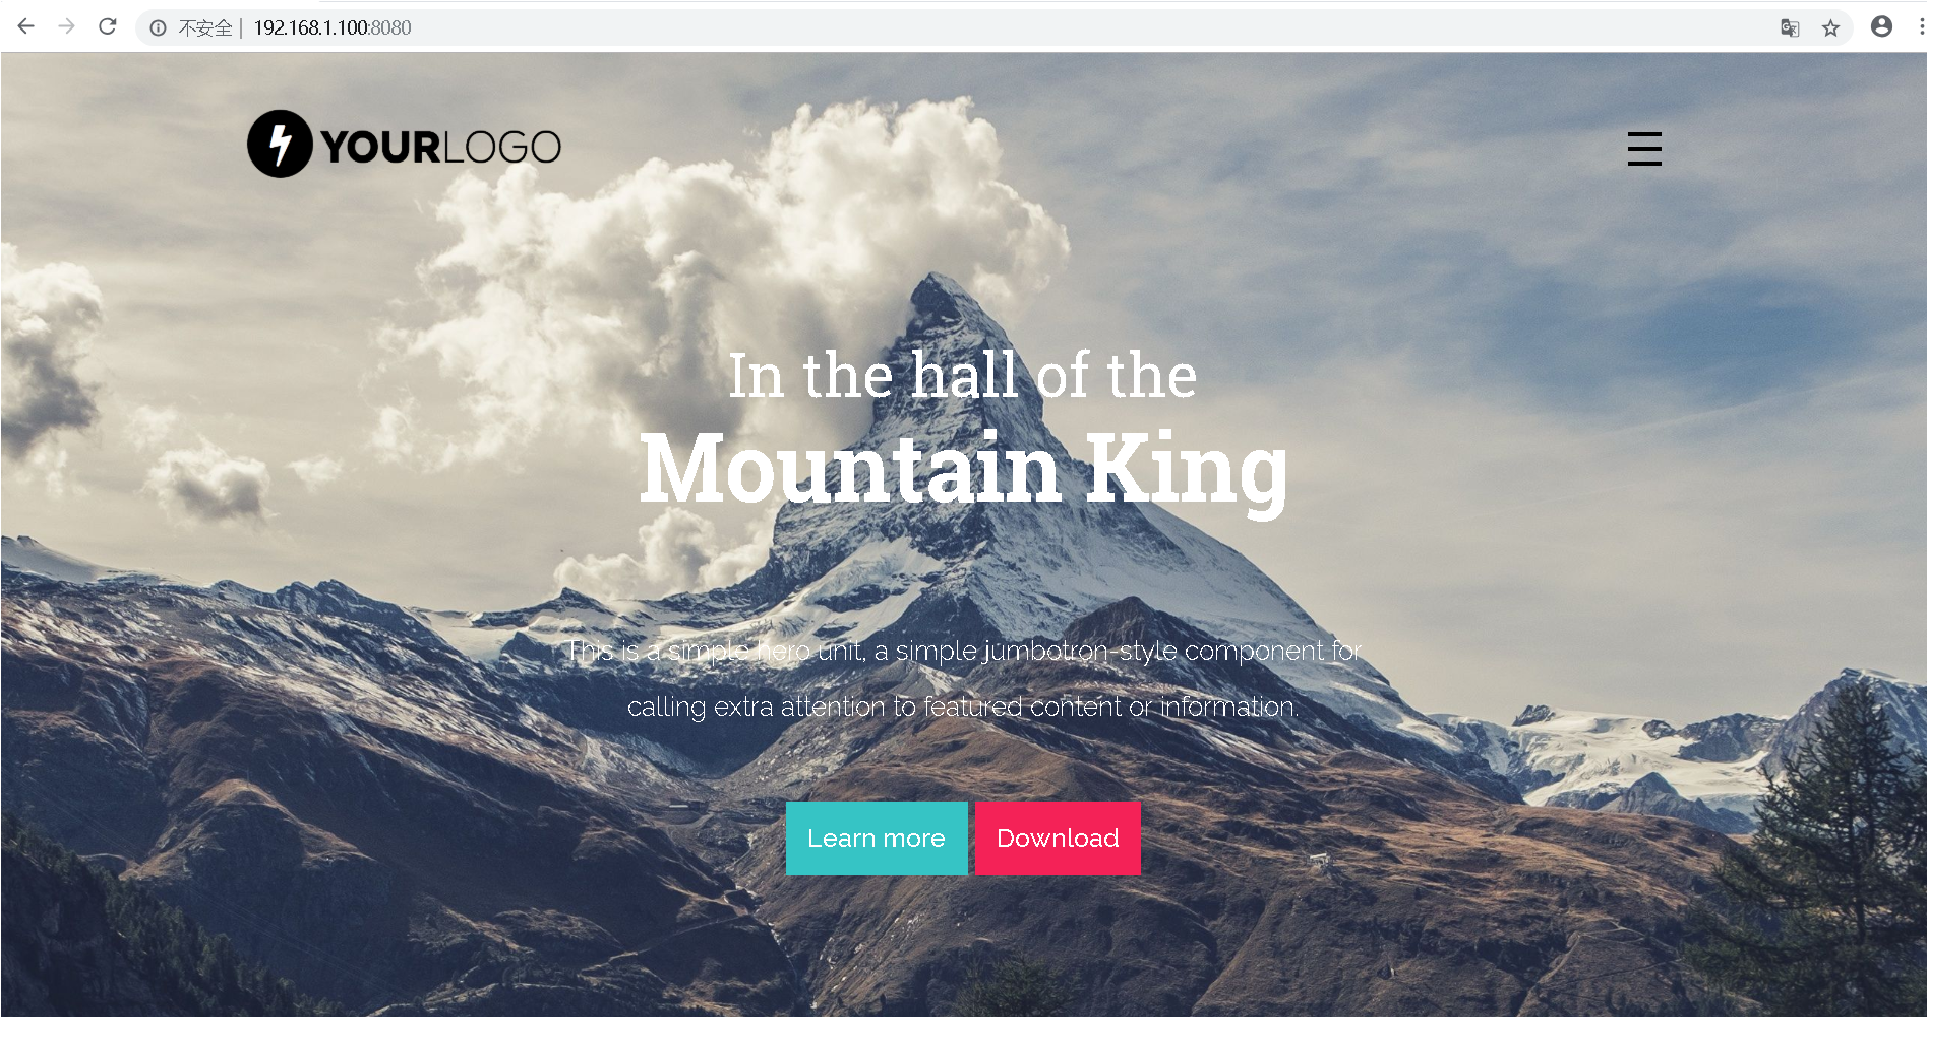 不安全 | 192.168.1.100:8080
YOURLOGO
In the hall of the
Mountain King
This is a simple hero unit, a simple jumbotron-style component for
calling extra attention to featured content or information.
Learn more Download